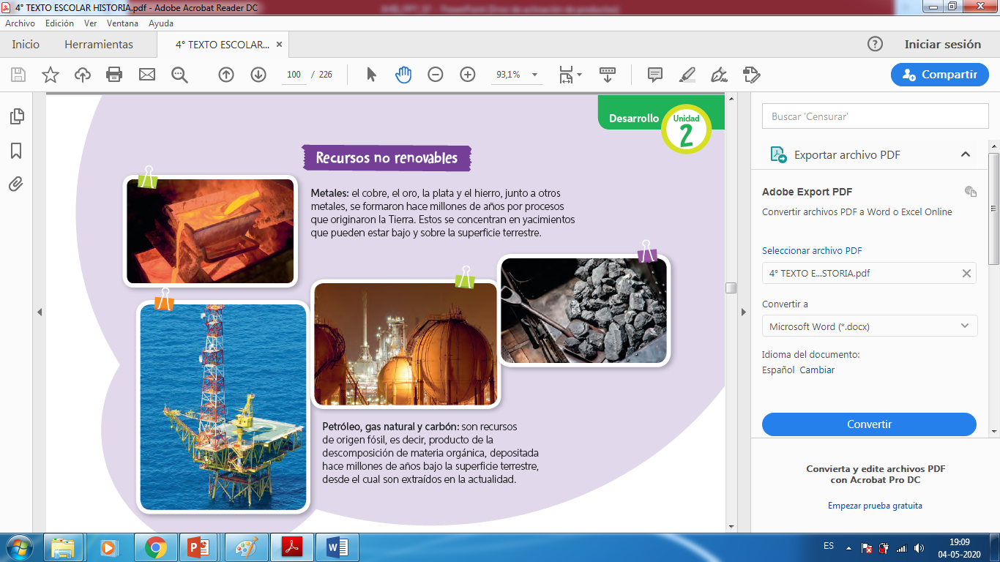 4° TEXTO ESCOLAR HISTORIA.pdf - Adobe Acrobat Reader DC
Archivo Edición Ver Ventana Ayuda
Inicio Herramientas 4° TEXTO ESCOLAR... Iniciar sesión
100 / 226 93,1% Compartir
Desarrollo Unidad 2
Recursos no renovables
Metales: el cobre, el oro, la plata y el hierro, junto a otros
metales, se formaron hace millones de años por procesos
que originaron la Tierra. Estos se concentran en yacimientos
que pueden estar bajo y sobre la superficie terrestre.
Petróleo, gas natural y carbón: son recursos
de origen fósil, es decir, producto de la
descomposición de materia orgánica, depositada
hace millones de años bajo la superficie terrestre,
desde el cual son extraídos en la actualidad.
Buscar 'Censurar'
Exportar archivo PDF
Adobe Export PDF
Convertir archivos PDF a Word o Excel Online
Seleccionar archivo PDF
4° TEXTO E...STORIA.pdf
Convertir a
Microsoft Word (*.docx)
Idioma del documento:
Español Cambiar
Convertir
Convierta y edite archivos PDF
con Acrobat Pro DC
Empezar prueba gratuita
ES
19:09
04-05-2020